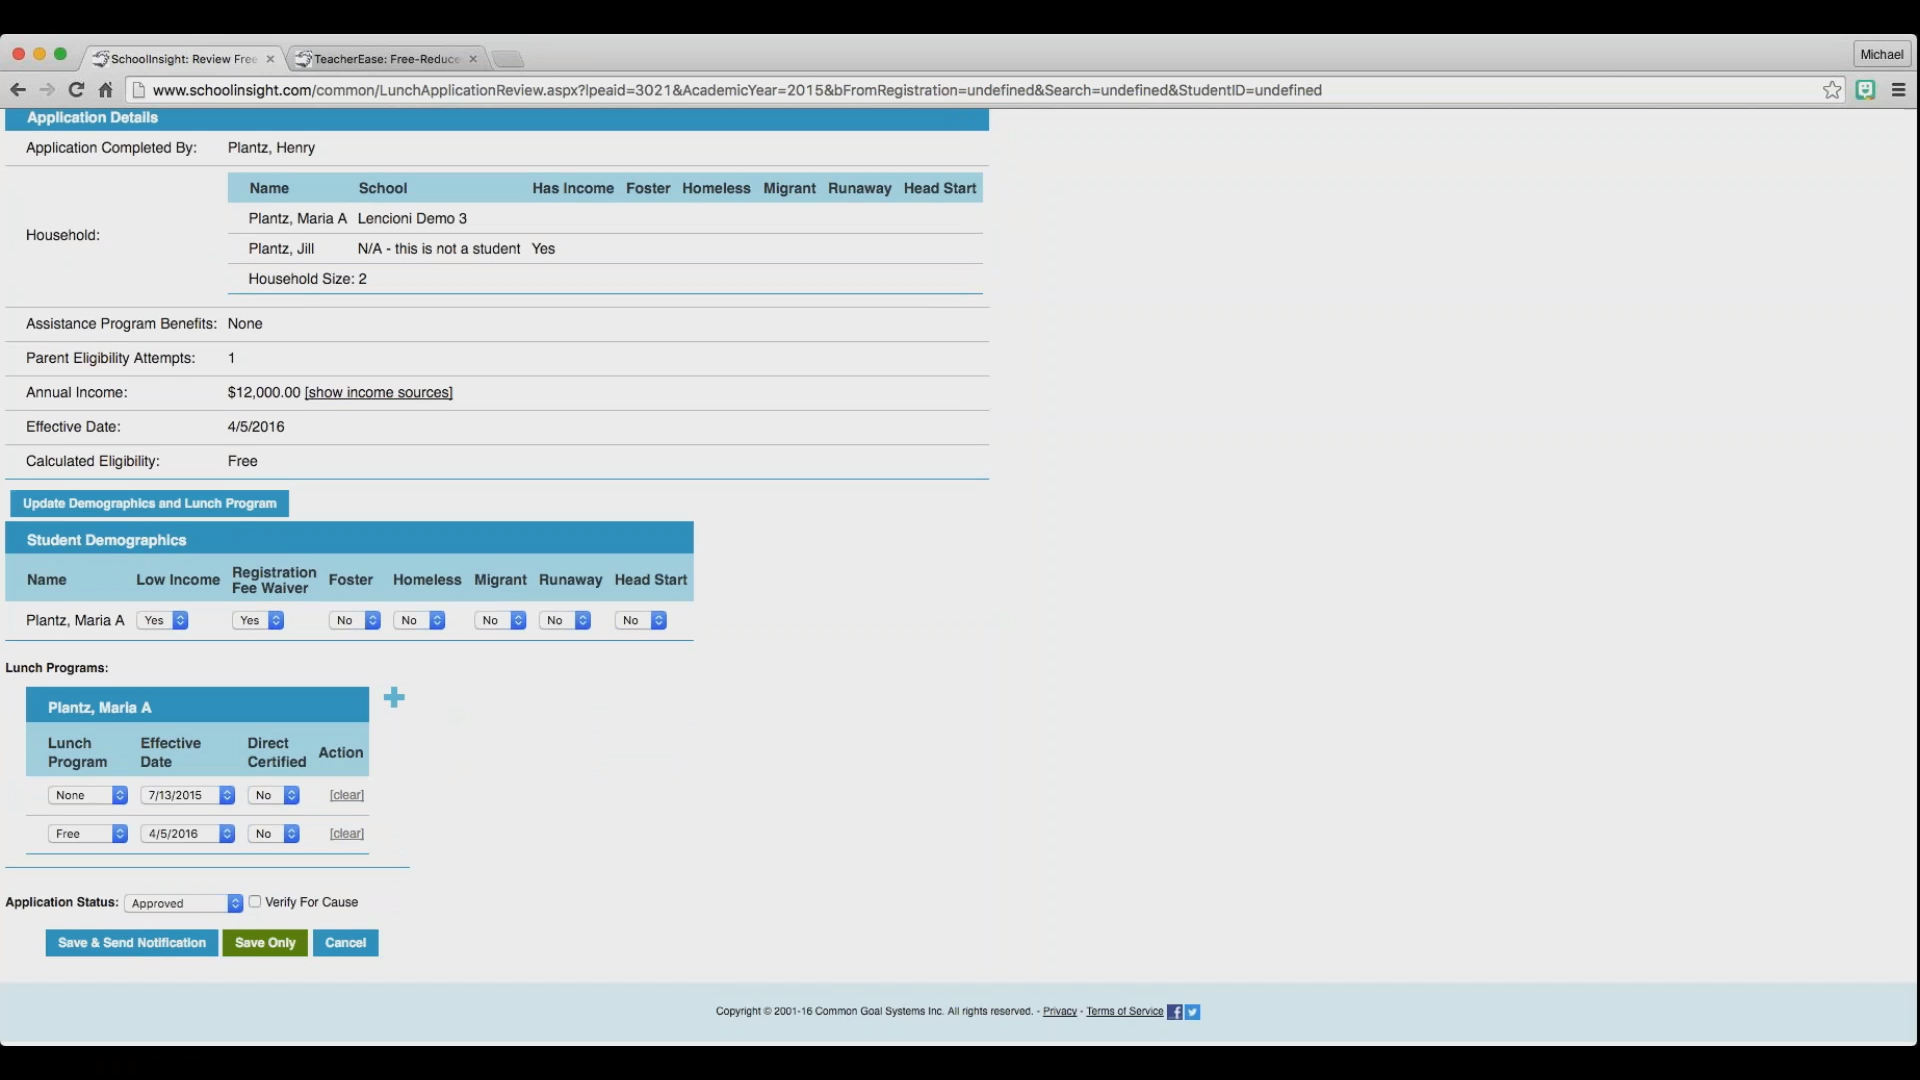 SchoolInsight: Review Free
TeacherEase: Free-Reduce
Michael
www.schoolinsight.com/common/LunchApplicationReview.aspx?lpeaid=3021&AcademicYear=2015&bFromRegistration=undefined&Search=undefined&StudentID=undefined
Application Details
Application Completed By: Plantz, Henry
Name School Has Income Foster Homeless Migrant Runaway Head Start
Plantz, Maria A Lencioni Demo 3
Household:
Plantz, Jill N/A - this is not a student Yes
Household Size: 2
Assistance Program Benefits: None
Parent Eligibility Attempts: 1
Annual Income: $12,000.00 [show income sources]
Effective Date: 4/5/2016
Calculated Eligibility: Free
Update Demographics and Lunch Program
Student Demographics
Name Low Income Registration Fee Waiver Foster Homeless Migrant Runaway Head Start
Plantz, Maria A Yes Yes No No No No No
Lunch Programs:
Plantz, Maria A
Lunch Program Effective Date Direct Certified Action
None 7/13/2015 No [clear]
Free 4/5/2016 No [clear]
Application Status: Approved Verify For Cause
Save & Send Notification Save Only Cancel
Copyright © 2001-16 Common Goal Systems Inc. All rights reserved. - Privacy - Terms of Service